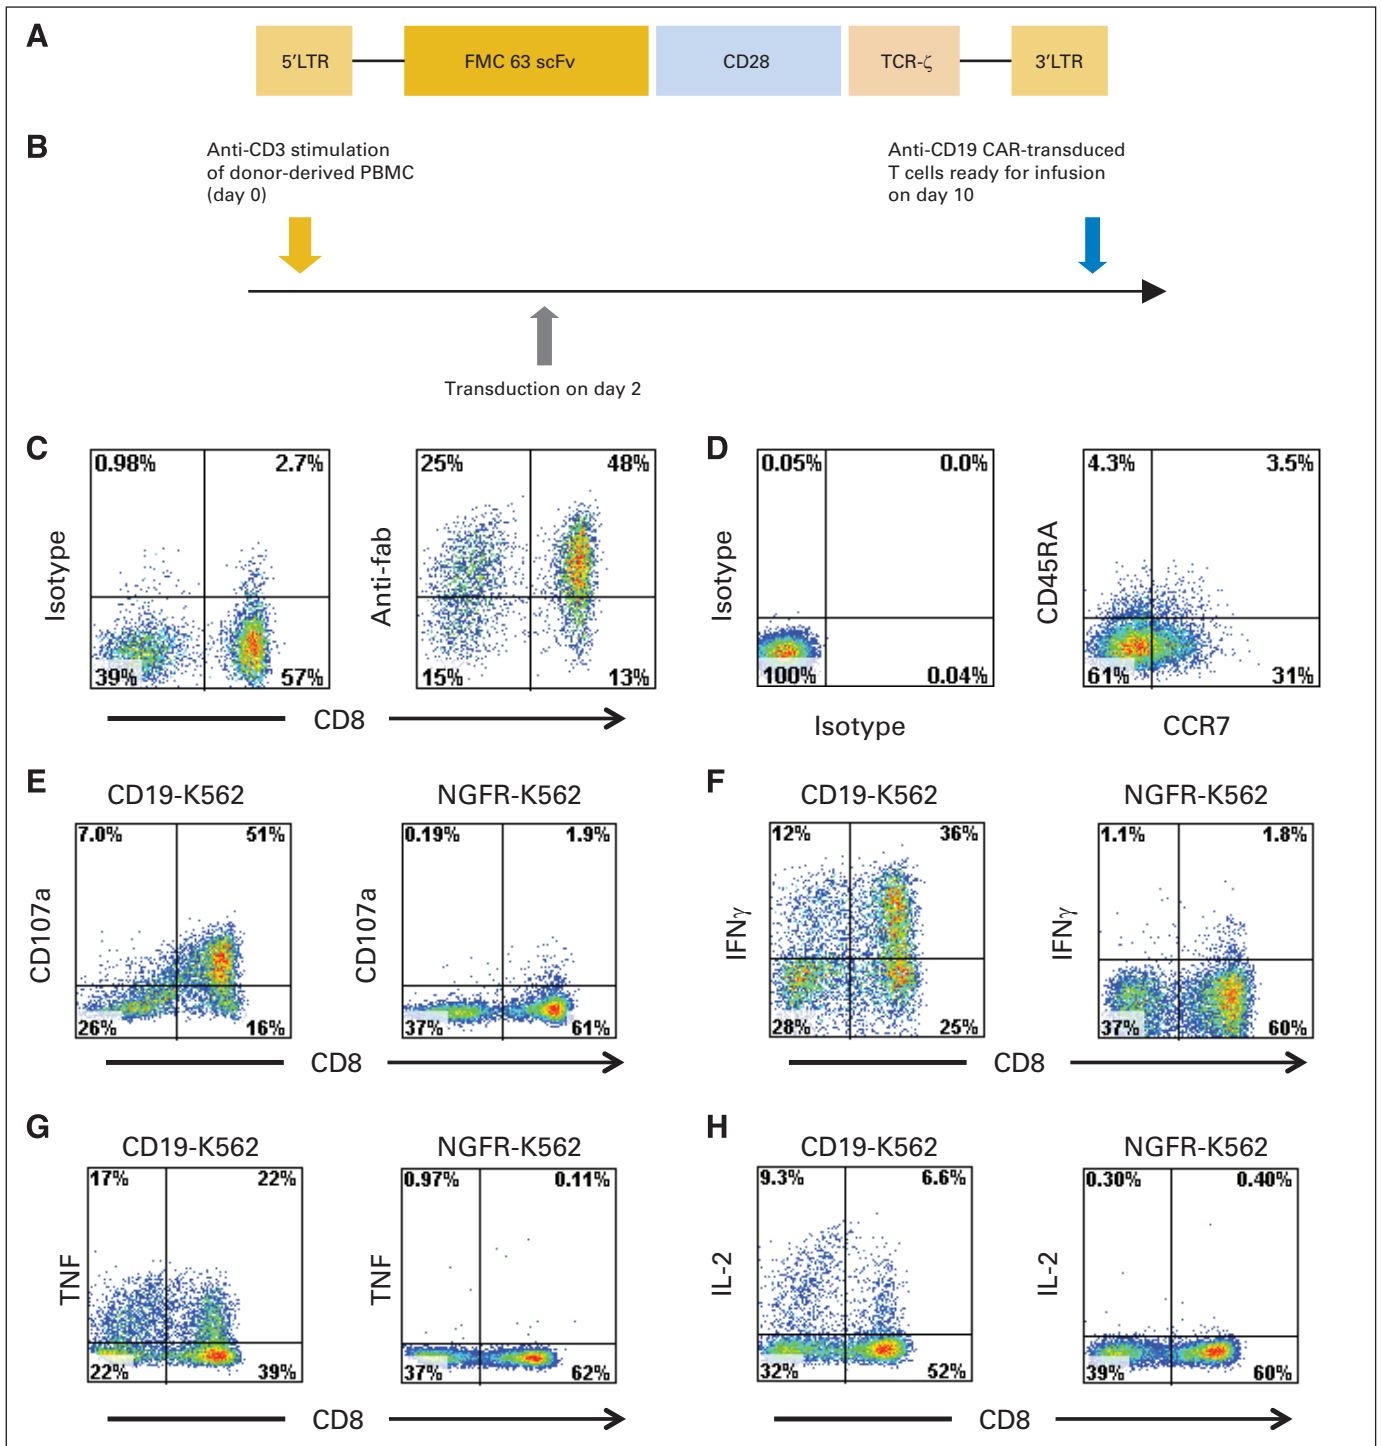 A
5'LTR
FMC 63 scFv
CD28
TCR-ζ
3'LTR
B
Anti-CD3 stimulation
of donor-derived PBMC
(day 0)
Anti-CD19 CAR-transduced
T cells ready for infusion
on day 10
Transduction on day 2
C
Isotype
0.98%
2.7%
39%
57%
Anti-fab
25%
48%
15%
13%
CD8
D
Isotype
0.05%
0.0%
100%
0.04%
Isotype
CD45RA
4.3%
3.5%
61%
31%
CCR7
E
CD19-K562
CD107a
7.0%
51%
26%
16%
NGFR-K562
CD107a
0.19%
1.9%
37%
61%
CD8
F
CD19-K562
IFNγ
12%
36%
28%
25%
NGFR-K562
IFNγ
1.1%
1.8%
37%
60%
CD8
G
CD19-K562
TNF
17%
22%
22%
39%
NGFR-K562
TNF
0.97%
0.11%
37%
62%
CD8
H
CD19-K562
IL-2
9.3%
6.6%
32%
52%
NGFR-K562
IL-2
0.30%
0.40%
39%
60%
CD8